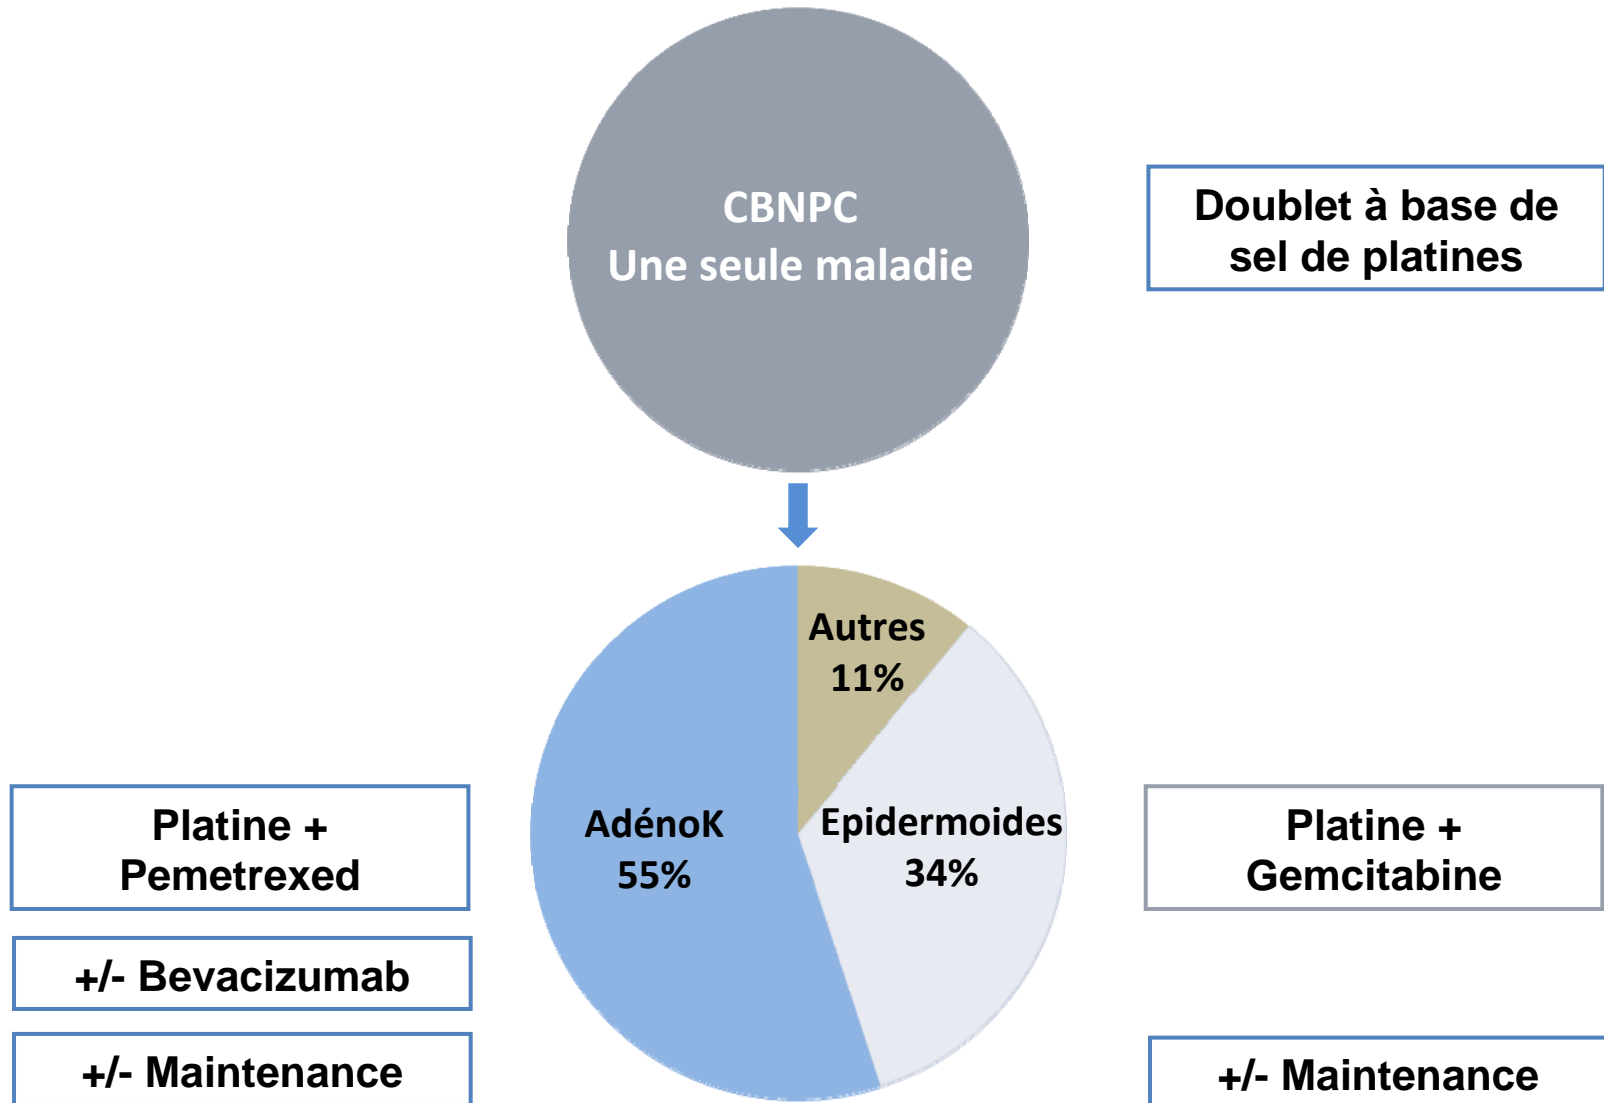 CBNPC
Une seule maladie
Doublet à base de
sel de platines
Autres
11%
AdénoK
55%
Epidermoides
34%
Platine +
Pemetrexed
+/- Bevacizumab
+/- Maintenance
Platine +
Gemcitabine
+/- Maintenance